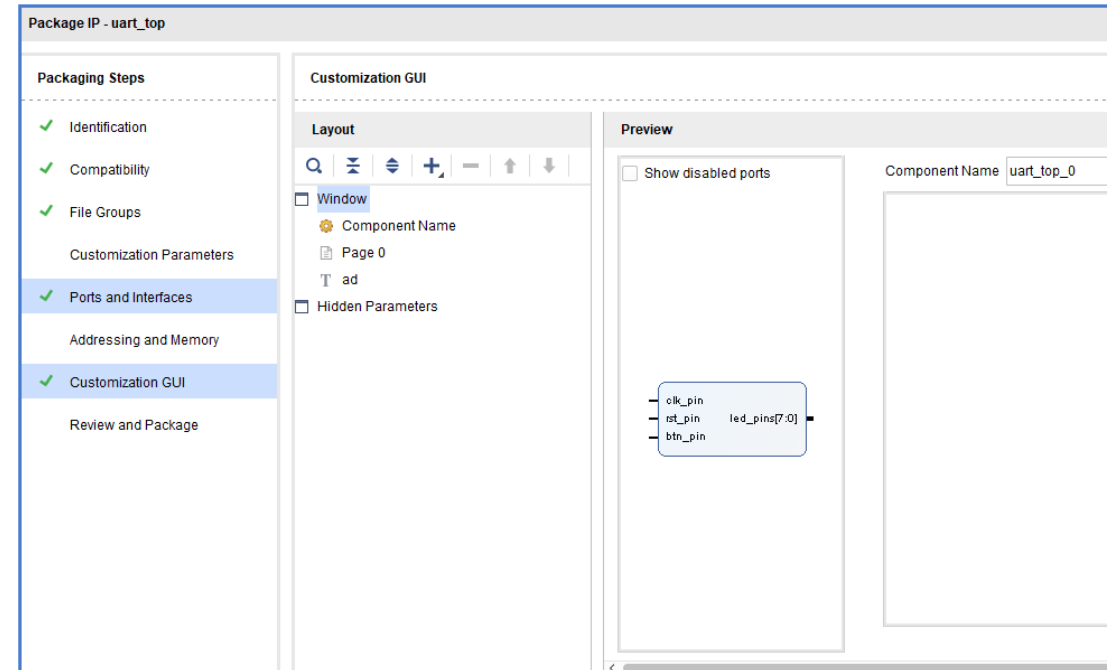 Package IP - uart_top
Packaging Steps
Identification
Compatibility
File Groups
Customization Parameters
Ports and Interfaces
Addressing and Memory
Customization GUI
Review and Package
Customization GUI
Layout
Window
Component Name
Page 0
T ad
Hidden Parameters
Preview
Show disabled ports
clk_pin
rst_pin led_pins[7:0]
btn_pin
Component Name uart_top_0